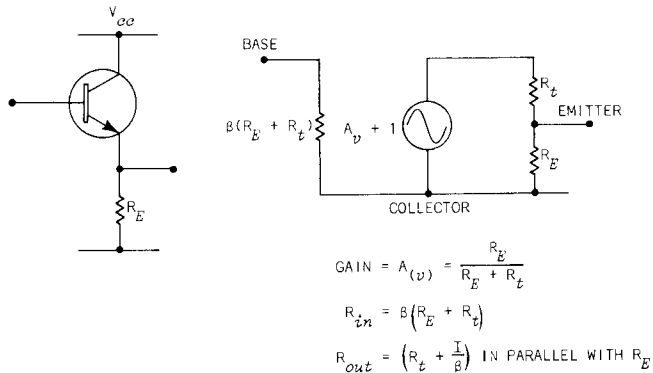 V_cc
R_E
BASE
β(R_E + R_t)
A_v + 1
R_t
EMITTER
R_E
COLLECTOR
GAIN = A_(v) = R_E / (R_E + R_t)
R_in = β(R_E + R_t)
R_out = (R_t + I/β) IN PARALLEL WITH R_E